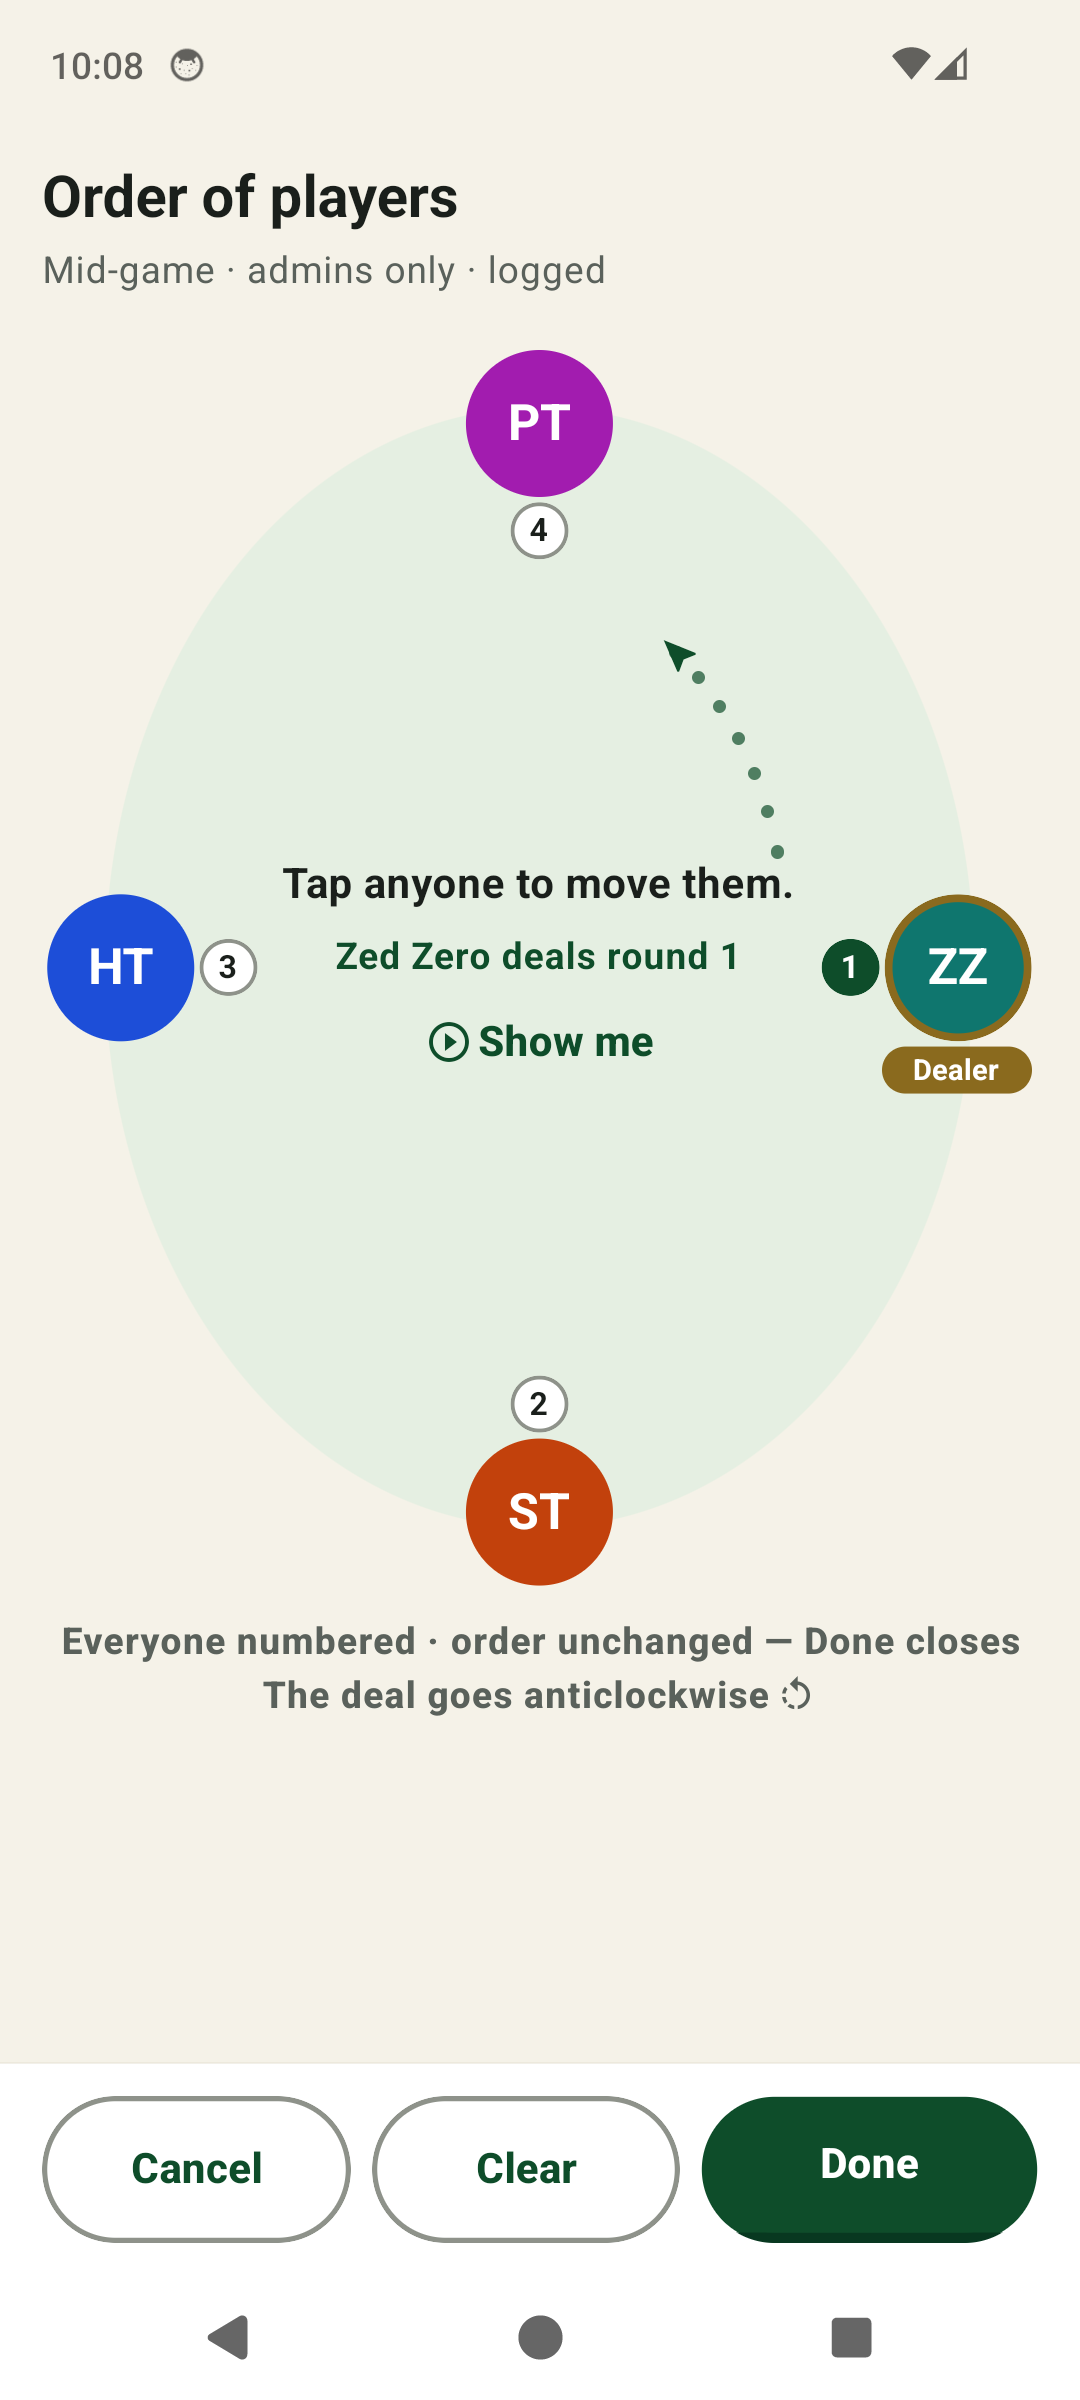 10:08
Order of players
Mid-game · admins only · logged
PT
4
Tap anyone to move them.
HT
3
Zed Zero deals round 1
1
ZZ
Show me
Dealer
2
ST
Everyone numbered · order unchanged — Done closes
The deal goes anticlockwise
Cancel
Clear
Done